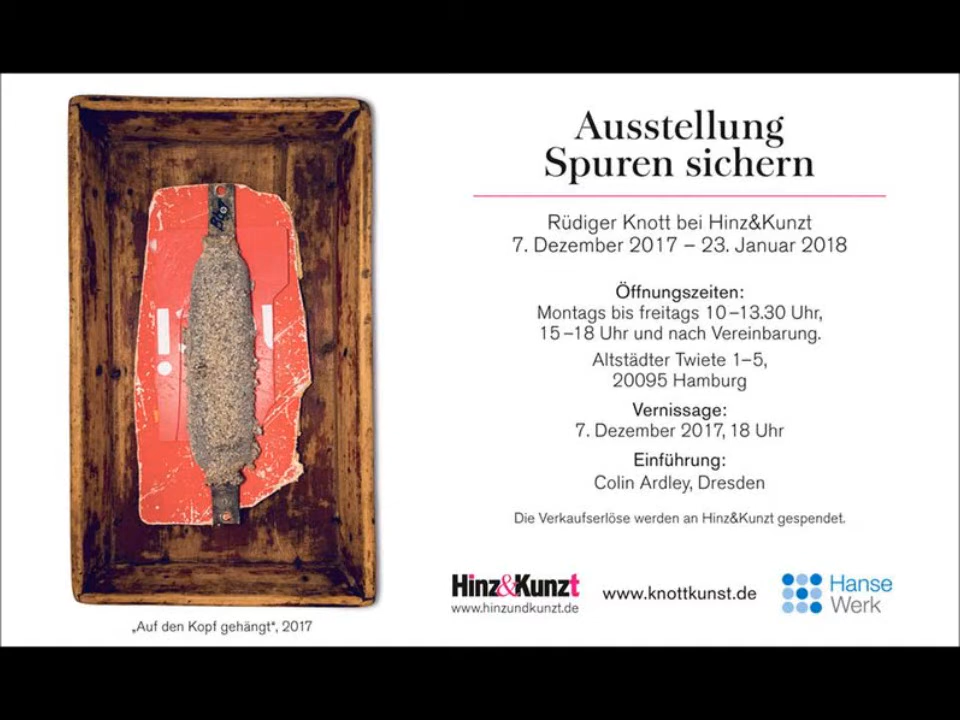 Ausstellung
Spuren sichern
Rüdiger Knott bei Hinz&Kunzt
7. Dezember 2017 – 23. Januar 2018
Öffnungszeiten:
Montags bis freitags 10 –13.30 Uhr,
15 –18 Uhr und nach Vereinbarung.
Altstädter Twiete 1–5,
20095 Hamburg
Vernissage:
7. Dezember 2017, 18 Uhr
Einführung:
Colin Ardley, Dresden
Die Verkaufserlöse werden an Hinz&Kunzt gespendet.
Hinz&Kunzt
www.hinzundkunzt.de
www.knottkunst.de
Hanse
Werk
„Auf den Kopf gehängt“, 2017